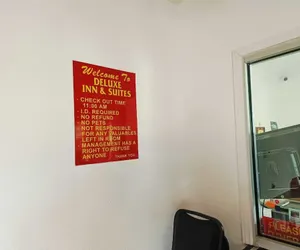 Welcome To
DELUXE
INN & SUITES
CHECK OUT TIME
11:00 AM
I.D. REQUIRED
NO REFUND
NO PETS
NOT RESPONSIBLE
FOR ANY VALUABLES
LEFT IN ROOM
MANAGEMENT HAS A
RIGHT TO REFUSE
ANYONE
PLEASE